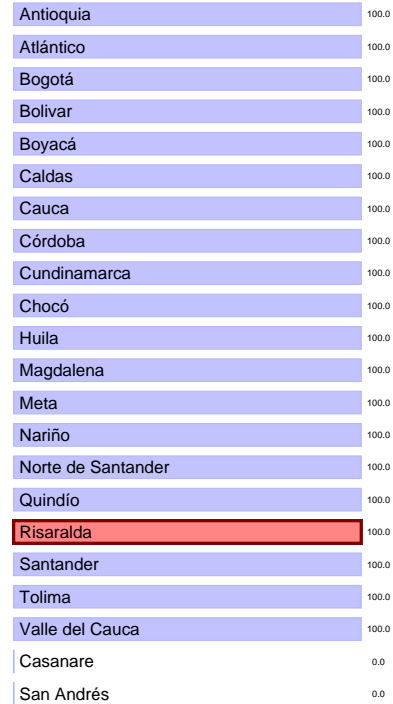 Antioquia 100.0
Atlántico 100.0
Bogotá 100.0
Bolivar 100.0
Boyacá 100.0
Caldas 100.0
Cauca 100.0
Córdoba 100.0
Cundinamarca 100.0
Chocó 100.0
Huila 100.0
Magdalena 100.0
Meta 100.0
Nariño 100.0
Norte de Santander 100.0
Quindío 100.0
Risaralda 100.0
Santander 100.0
Tolima 100.0
Valle del Cauca 100.0
Casanare 0.0
San Andrés 0.0